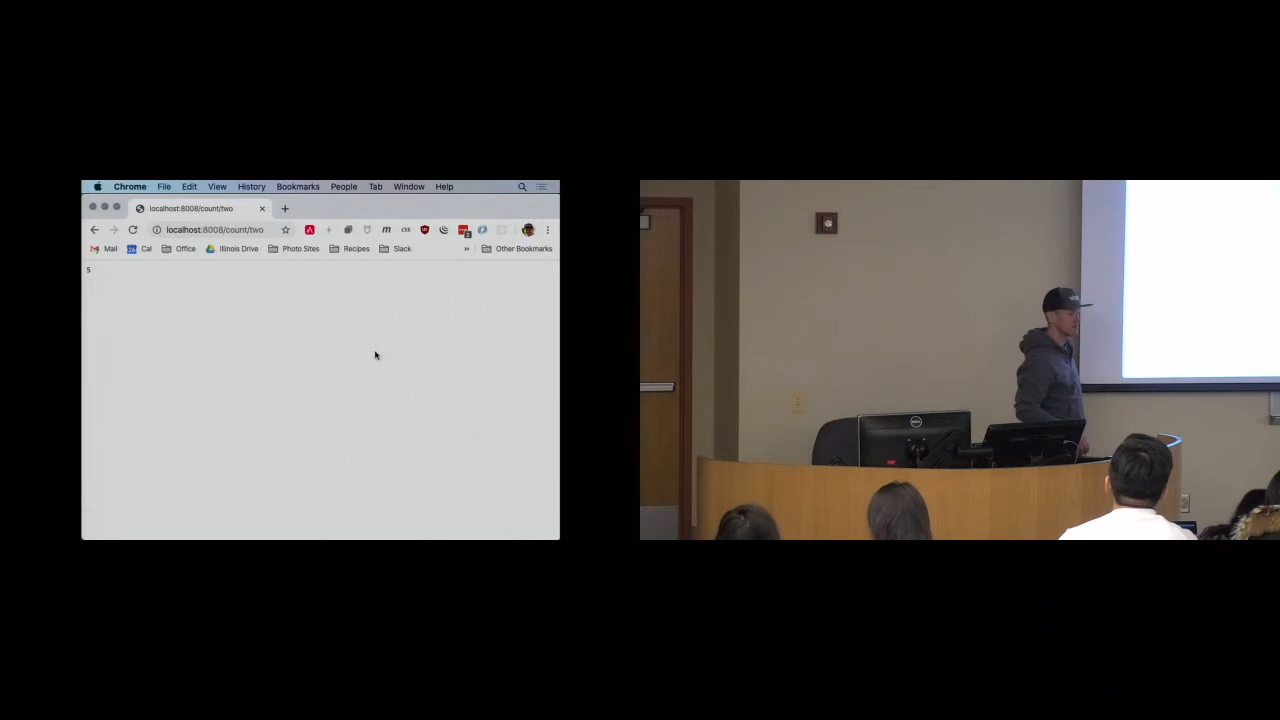 Chrome File Edit View History Bookmarks People Tab Window Help
localhost:8008/count/two
localhost:8008/count/two
Mail Cal Office Illinois Drive Photo Sites Recipes Slack » Other Bookmarks
5
DELL